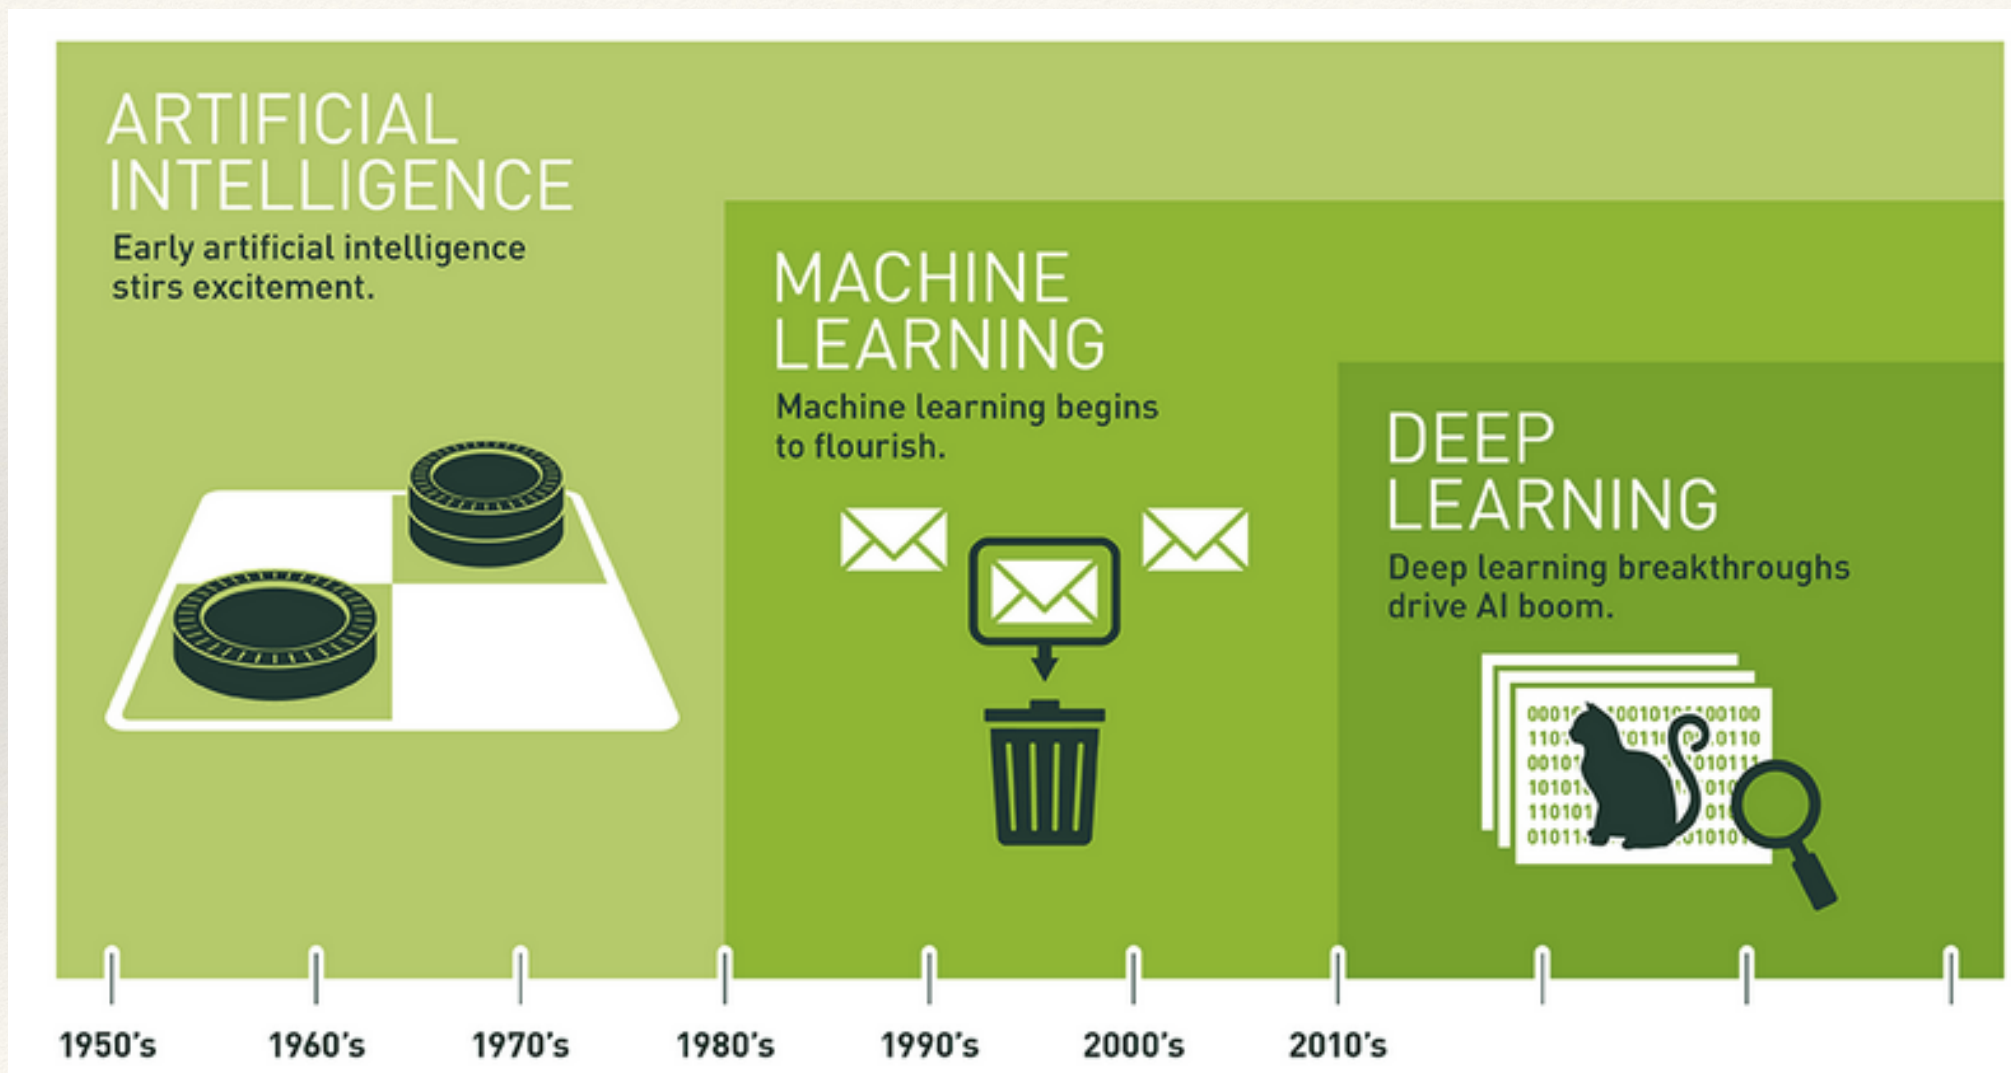 ARTIFICIAL
INTELLIGENCE
Early artificial intelligence
stirs excitement.
MACHINE
LEARNING
Machine learning begins
to flourish.
DEEP
LEARNING
Deep learning breakthroughs
drive AI boom.
1950's
1960's
1970's
1980's
1990's
2000's
2010's